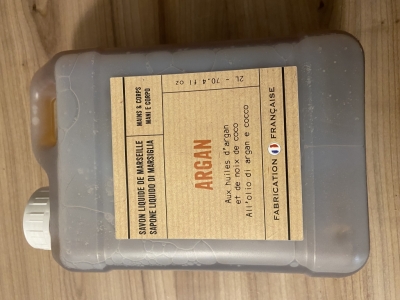 SAVON LIQUIDE DE MARSEILLE
SAPONE LIQUIDO DI MARSIGLIA
MAINS & CORPS
MANI E CORPO
ARGAN
Aux huiles d'argan
et de noix de coco
All'olio di argan e cocco
2L - 70.4 fl oz
FABRICATION FRANÇAISE